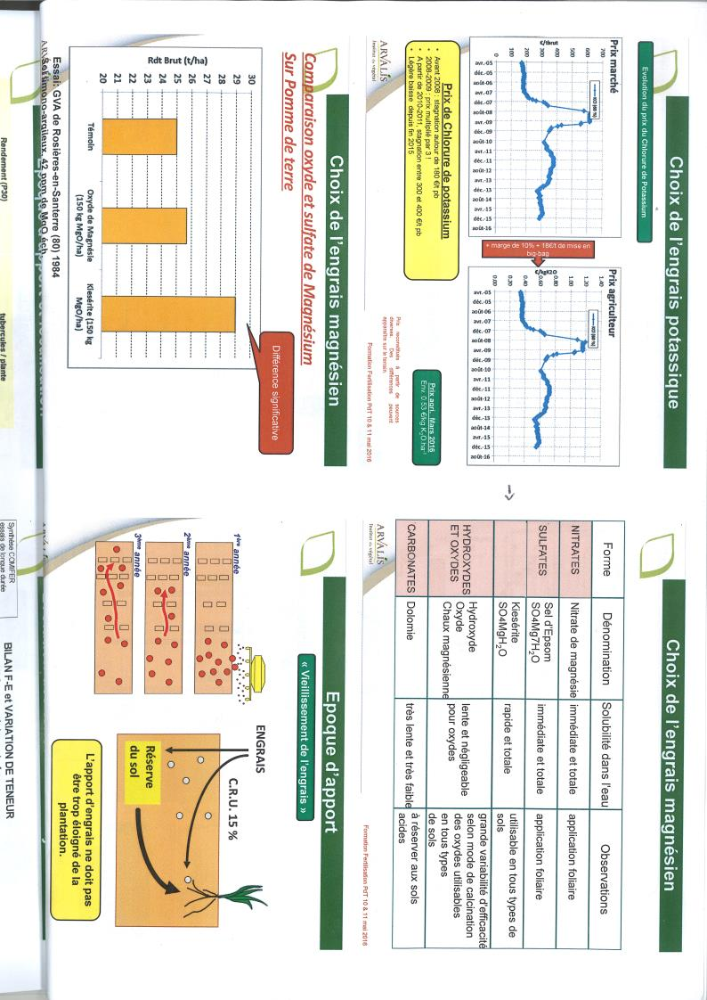 Choix de l'engrais potassique
Evolution du prix du Chlorure de Potassium
Prix marché
€/tbrut
700
600
500
400
300
200
100
0
KCl (60 %)
avr.-05
déc.-05
août-06
avr.-07
déc.-07
août-08
avr.-09
déc.-09
août-10
avr.-11
déc.-11
août-12
avr.-13
déc.-13
août-14
avr.-15
déc.-15
août-16
+ marge de 10% + 18€/t de mise en
big-bag
Prix agriculteur
€/kgK2O
1.40
1.20
1.00
0.80
0.60
0.40
0.20
0.00
KCl (60 %)
avr.-05
déc.-05
août-06
avr.-07
déc.-07
août-08
avr.-09
déc.-09
août-10
avr.-11
déc.-11
août-12
avr.-13
déc.-13
août-14
avr.-15
déc.-15
août-16
Prix de Chlorure de potassium
• Avant 2008 : stagnation autour de 180 €/t pb
• 2008-2009 : prix multiplié par 3 !
• A partir de 2010-2011, stagnation entre 300 et 400 €/t pb
• Légère baisse depuis fin 2015
Prix agri. Mars 2016
Env. 0.53 €/kg K2O.ha-1
Prix reconstitués à partir de sources
diverses. Des différences peuvent
apparaître sur le terrain.
ARVALIS
Institut du végétal
Formation Fertilisation PdT 10 & 11 mai 2016
Choix de l'engrais magnésien
Forme
Dénomination
Solubilité dans l'eau
Observations
NITRATES
Nitrate de magnésie
immédiate et totale
application foliaire
SULFATES
Sel d'Epsom
SO4Mg7H2O
immédiate et totale
application foliaire
Kiesérite
SO4MgH2O
rapide et totale
utilisable en tous types de
sols
HYDROXYDES
ET OXYDES
Hydroxyde
Oxyde
Chaux magnésienne
lente et négligeable
pour oxydes
grande variabilité d'efficacité
selon mode de calcination
des oxydes utilisables
en tous types
de sols
CARBONATES
Dolomie
très lente et très faible
à réserver aux sols
acides
ARVALIS
Institut du végétal
Formation Fertilisation PdT 10 & 11 mai 2016
Choix de l'engrais magnésien
Comparaison oxyde et sulfate de Magnésium
Sur Pomme de terre
Rdt Brut (t/ha)
30
29
28
27
26
25
24
23
22
21
20
Témoin
Oxyde de Magnésie
(150 kg MgO/ha)
Kiesérite (150 kg
MgO/ha)
Différence significative
Essai: GVA de Rosières-en-Santerre (80) 1984
Sol limono-argileux, 42 ppm de MgO éch.
Epoque d'apport
« Vieillissement de l'engrais »
1ère année
2ème année
3ème année
ENGRAIS
C.R.U. 15 %
Réserve
du sol
L'apport d'engrais ne doit pas
être trop éloigné de la
plantation.
Rendement (P30)
tubercules / plante
Synthèse COMIFER
essais de longue durée
BILAN F-E et VARIATION DE TENEUR